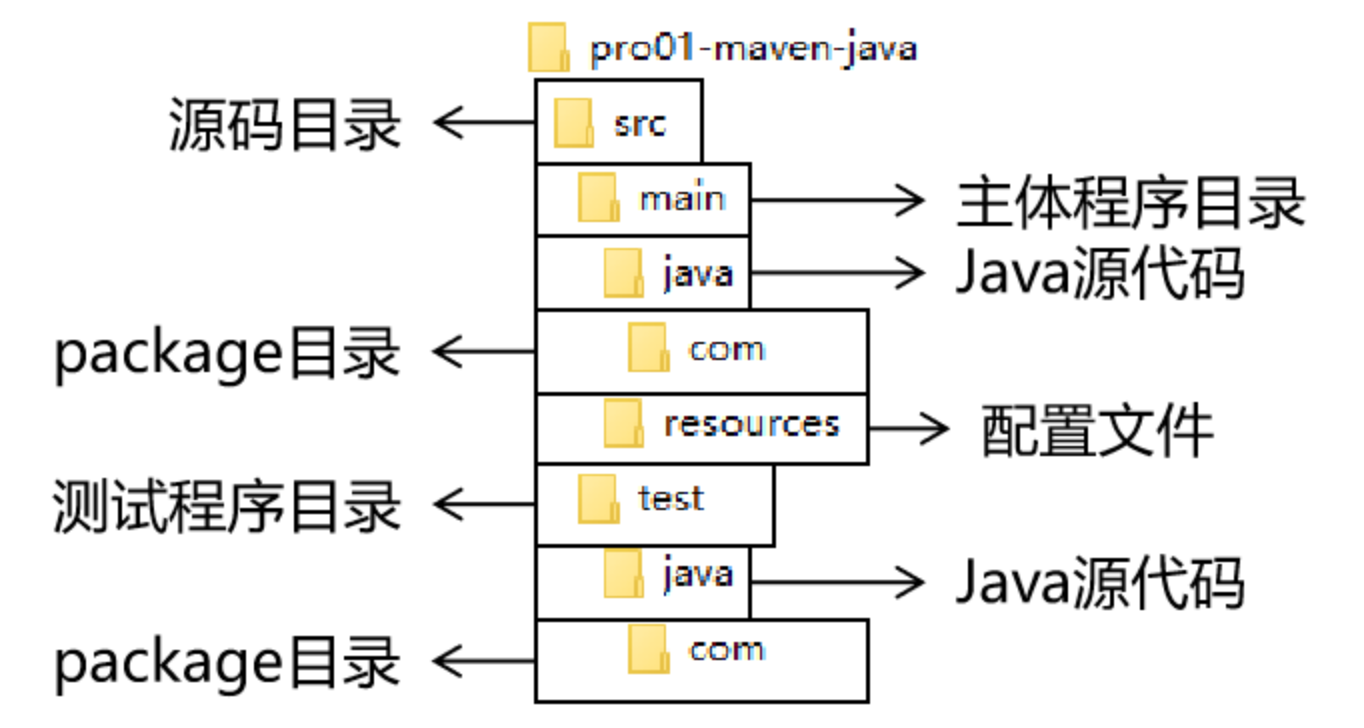 pro01-maven-java
源码目录
src
main
主体程序目录
java
Java源代码
package目录
com
resources
配置文件
测试程序目录
test
java
Java源代码
package目录
com